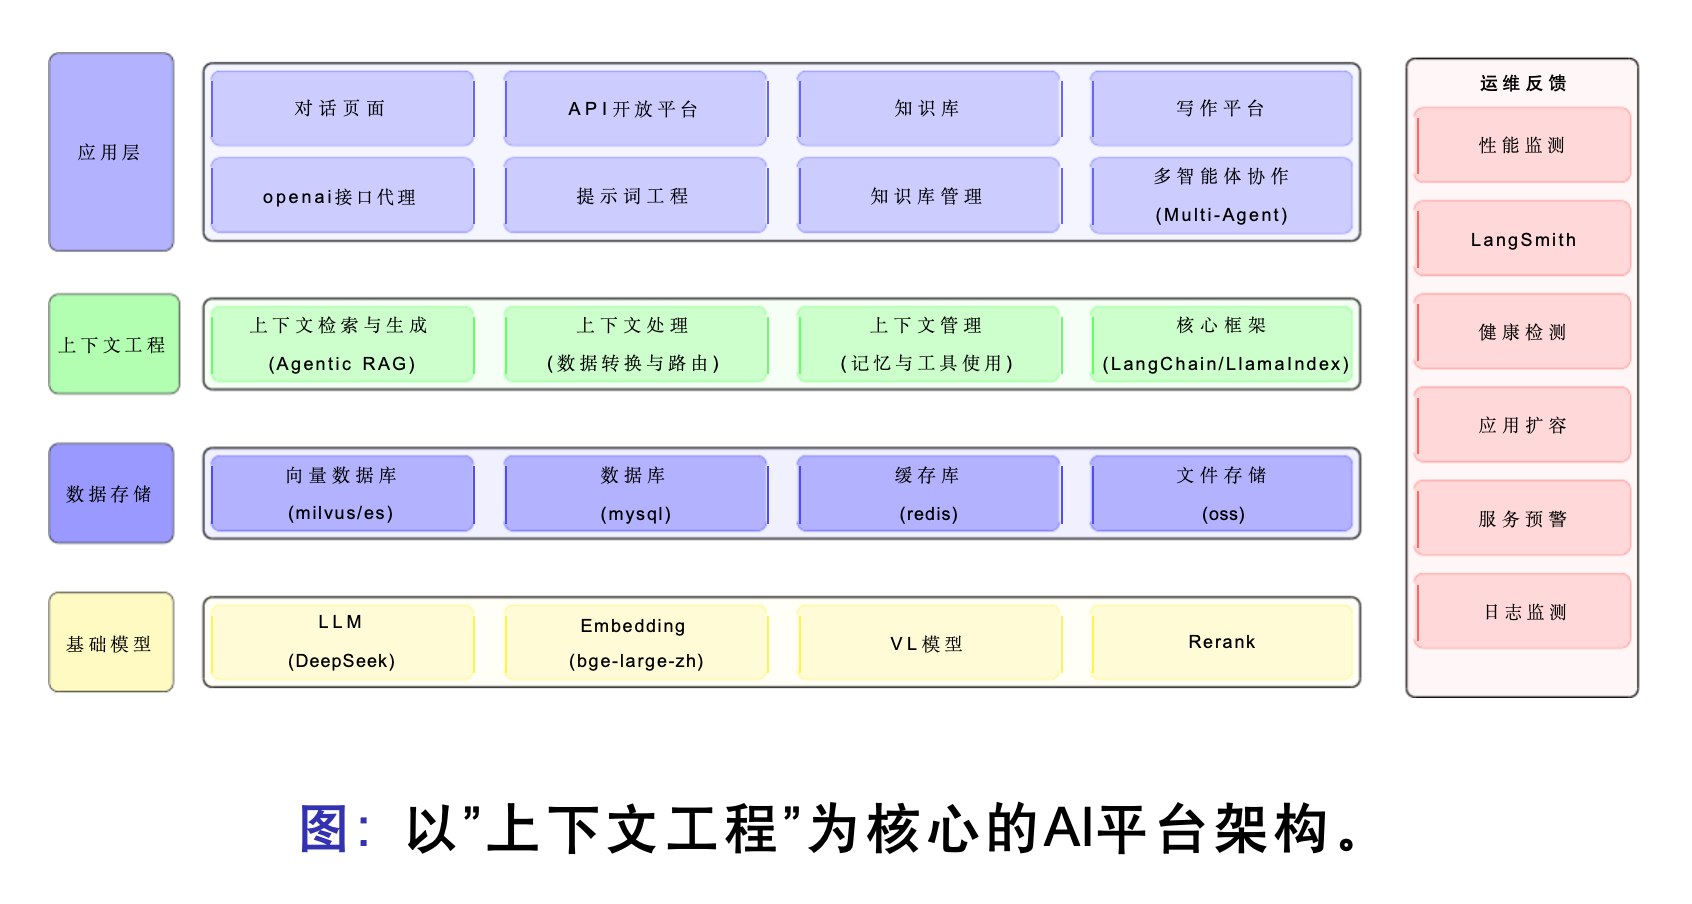 应用层
对话页面
API开放平台
知识库
写作平台
openai接口代理
提示词工程
知识库管理
多智能体协作
(Multi-Agent)
上下文工程
上下文检索与生成
(Agentic RAG)
上下文处理
(数据转换与路由)
上下文管理
(记忆与工具使用)
核心框架
(LangChain/LlamaIndex)
数据存储
向量数据库
(milvus/es)
数据库
(mysql)
缓存库
(redis)
文件存储
(oss)
基础模型
LLM
(DeepSeek)
Embedding
(bge-large-zh)
VL模型
Rerank
运维反馈
性能监测
LangSmith
健康检测
应用扩容
服务预警
日志监测
图：以”上下文工程”为核心的AI平台架构。